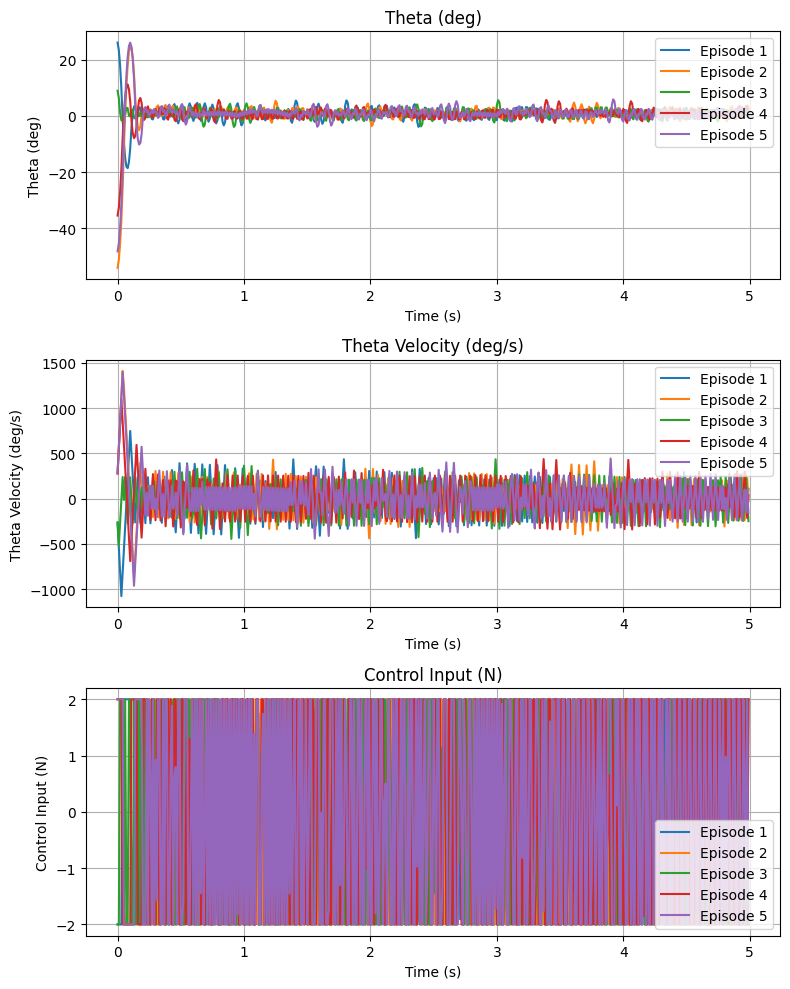 Theta (deg)
Theta (deg)
20
0
−20
−40
0
1
2
3
4
5
Time (s)
Episode 1
Episode 2
Episode 3
Episode 4
Episode 5
Theta Velocity (deg/s)
Theta Velocity (deg/s)
1500
1000
500
0
−500
−1000
0
1
2
3
4
5
Time (s)
Episode 1
Episode 2
Episode 3
Episode 4
Episode 5
Control Input (N)
Control Input (N)
2
1
0
−1
−2
0
1
2
3
4
5
Time (s)
Episode 1
Episode 2
Episode 3
Episode 4
Episode 5